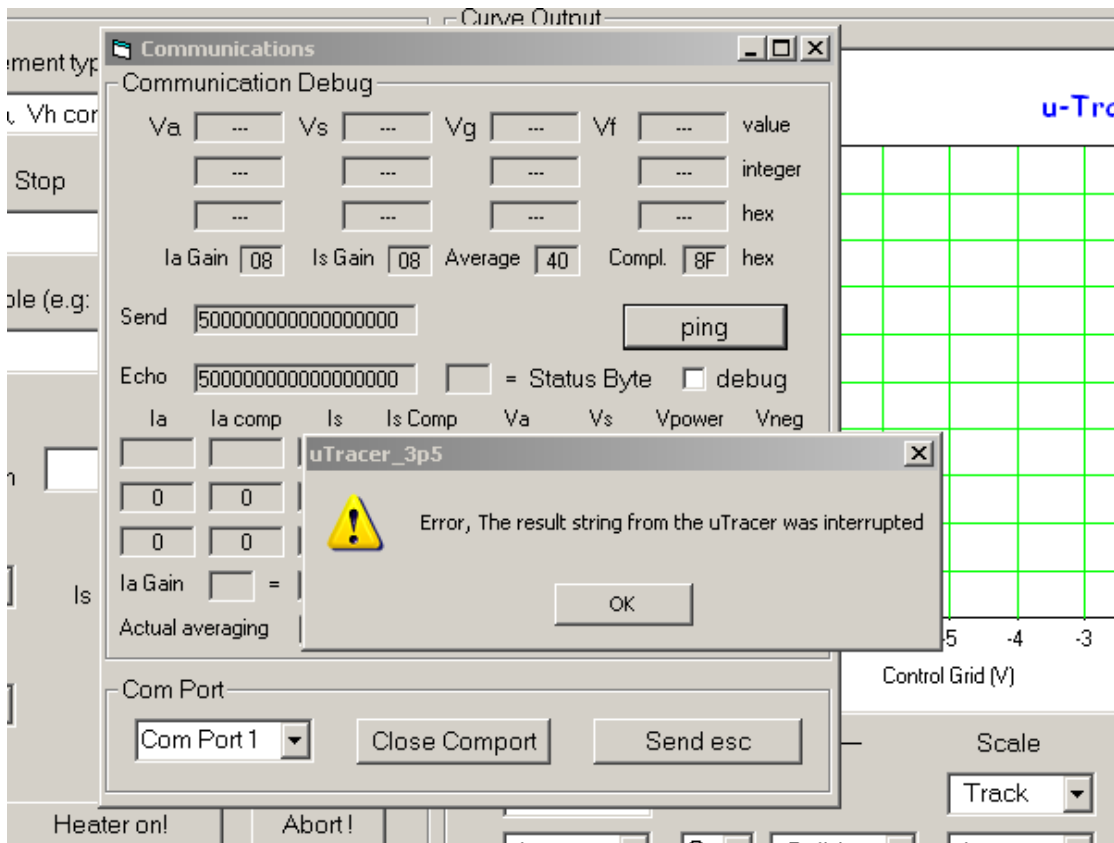 Curve Output
Communications
ement typ
Communication Debug
Vh con
Va --- Vs --- Vg --- Vf --- value
u-Tra
Stop
--- --- --- --- integer
--- --- --- --- hex
Ia Gain 08 Is Gain 08 Average 40 Compl. 8F hex
ble (e.g:
Send 500000000000000000 ping
Echo 500000000000000000 = Status Byte debug
Ia Ia comp Is Is Comp Va Vs Vpower Vneg
uTracer_3p5
0 0
Error, The result string from the uTracer was interrupted
0 0
Ia Gain =
Is
OK
Actual averaging
-5 -4 -3
Control Grid (V)
Com Port
Com Port 1 Close Comport Send esc
Scale
Track
Heater on! Abort !